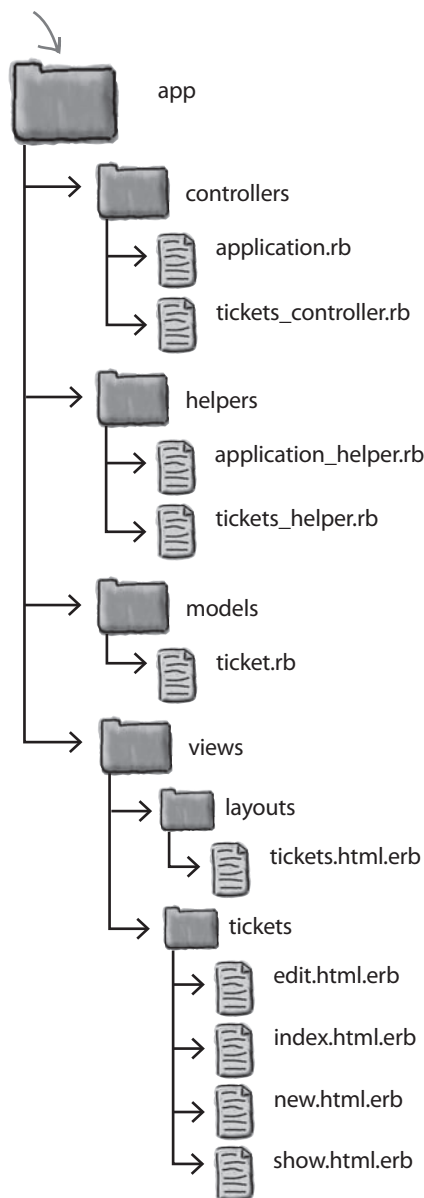 app
controllers
application.rb
tickets_controller.rb
helpers
application_helper.rb
tickets_helper.rb
models
ticket.rb
views
layouts
tickets.html.erb
tickets
edit.html.erb
index.html.erb
new.html.erb
show.html.erb